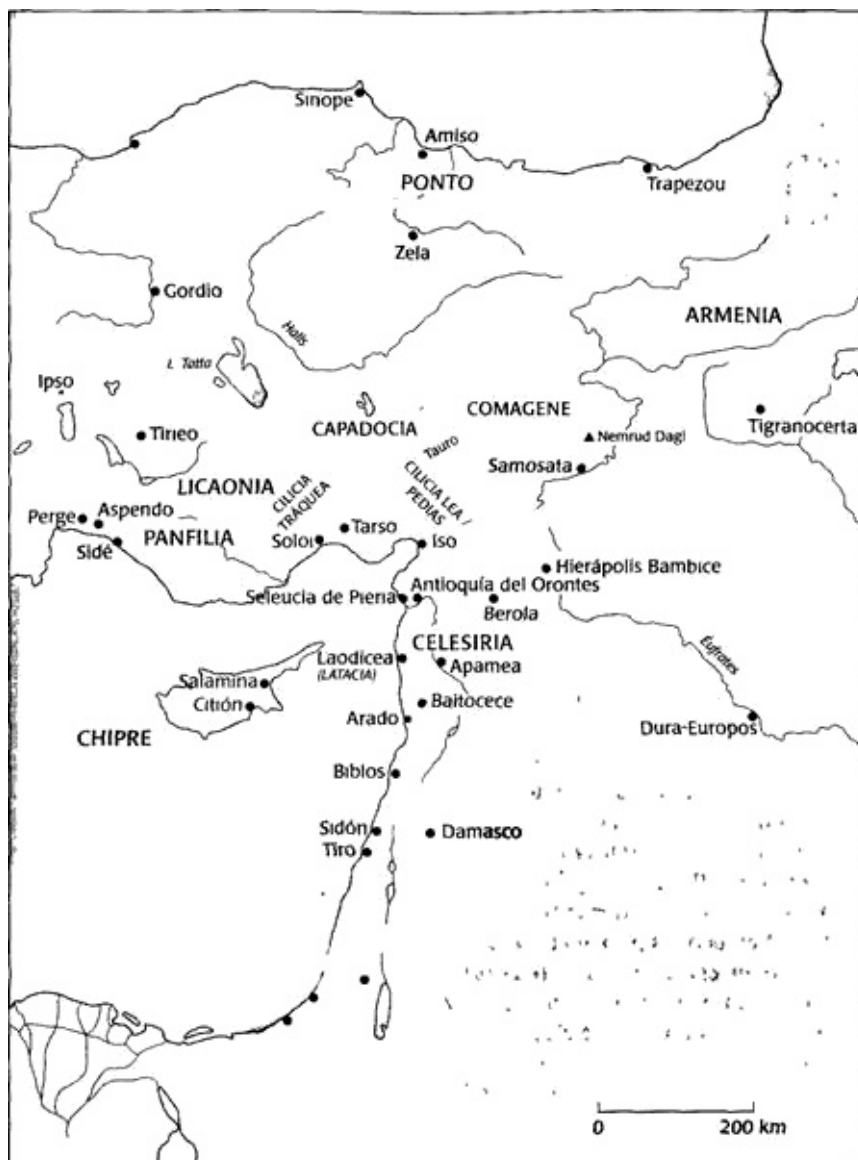 Sinope
Amiso
PONTO
Trapezou
Zela
Gordio
Halis
ARMENIA
L. Tatta
Ipso
CAPADOCIA
COMAGENE
Tigranocerta
Tirieo
Tauro
Nemrud Dagi
Samosata
LICAONIA
CILICIA
TRÁQUEA
CILICIA LEA /
PEDIAS
Perge
Aspendo
PANFILIA
Sidé
Soloi
Tarso
Iso
Hierápolis Bambice
Seleucia de Pieria
Antioquía del Orontes
Berola
CELESIRIA
Laodicea
(LATACIA)
Apamea
Éufrates
Salamina
Citión
Baitocece
Arado
Dura-Europos
CHIPRE
Biblos
Sidón
Damasco
Tiro
0 200 km